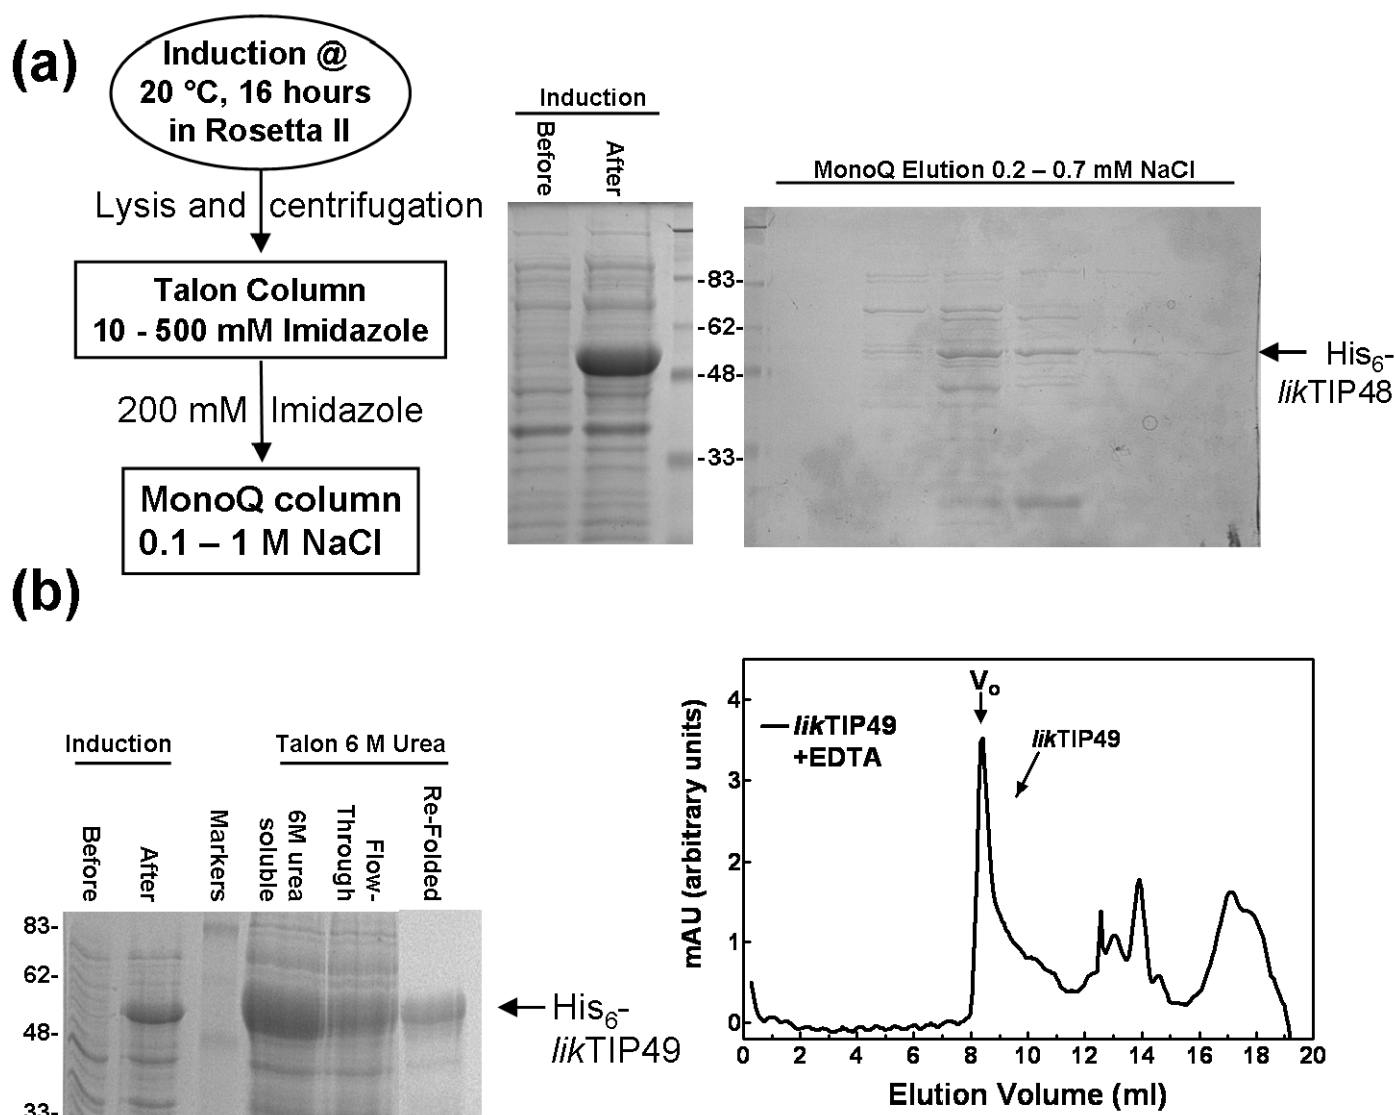 (a)
Induction @
20 °C, 16 hours
in Rosetta II
Lysis and centrifugation
Talon Column
10 - 500 mM Imidazole
200 mM Imidazole
MonoQ column
0.1 – 1 M NaCl
Induction
Before
After
MonoQ Elution 0.2 – 0.7 mM NaCl
-83-
-62-
-48-
-33-
His6-
likTIP48
(b)
Induction
Talon 6 M Urea
Before
After
Markers
6M urea
soluble
Flow-
Through
Re-Folded
83-
62-
48-
33-
His6-
likTIP49
mAU (arbitrary units)
4
3
2
1
0
Vo
likTIP49
+EDTA
likTIP49
0 2 4 6 8 10 12 14 16 18 20
Elution Volume (ml)